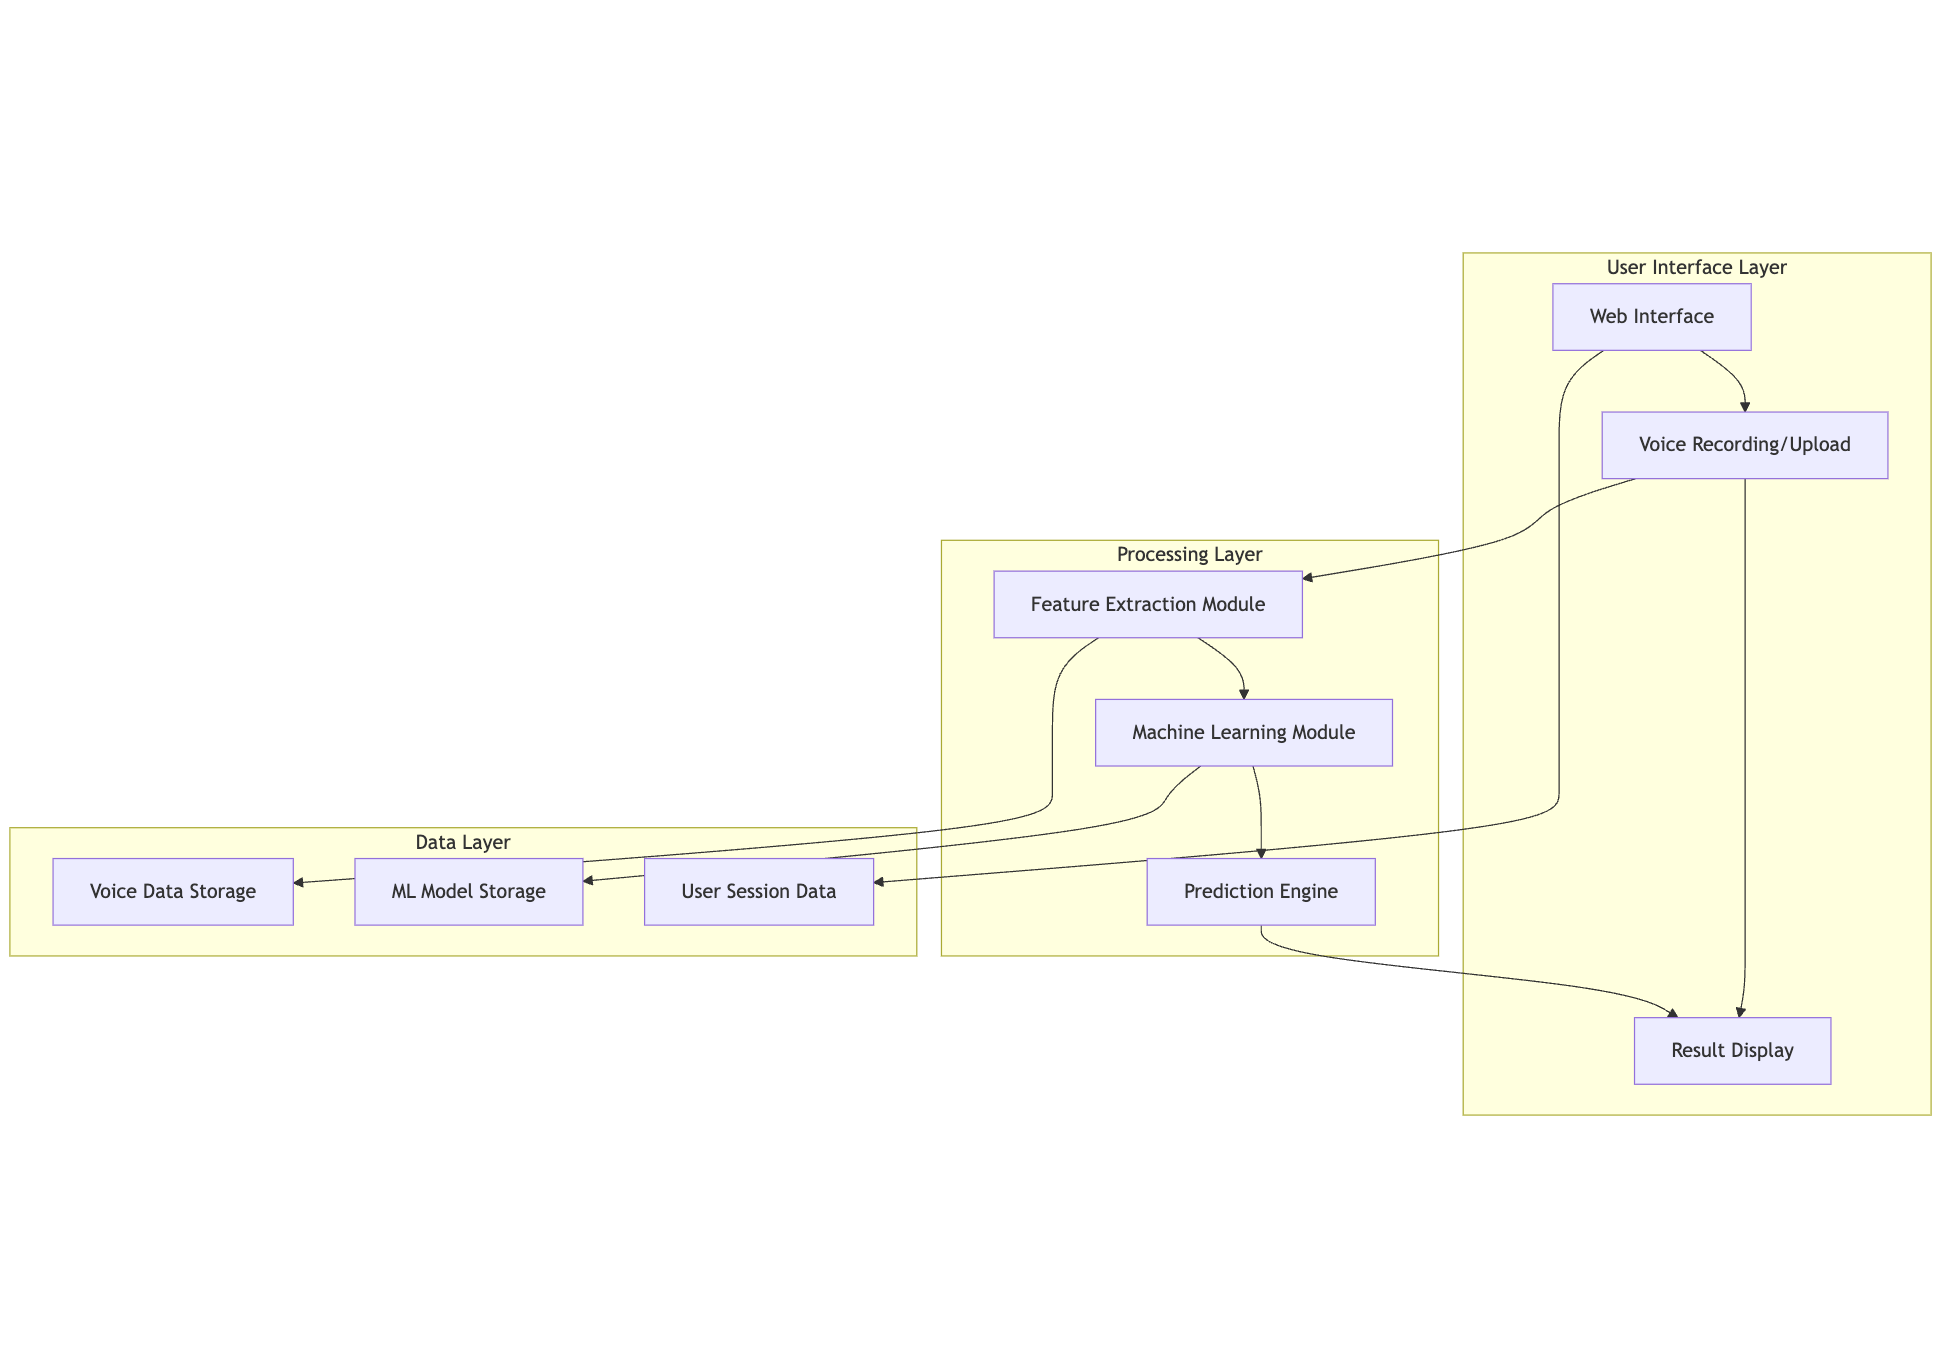 User Interface Layer
Web Interface
Voice Recording/Upload
Processing Layer
Feature Extraction Module
Machine Learning Module
Data Layer
Voice Data Storage
ML Model Storage
User Session Data
Prediction Engine
Result Display